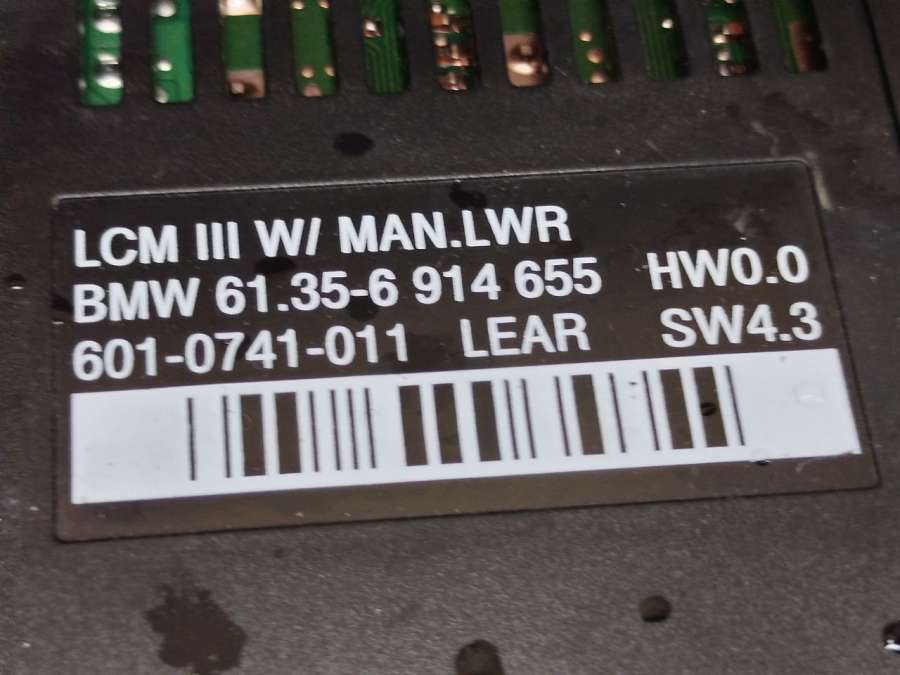 LCM III W/ MAN.LWR
BMW 61.35-6 914 655 HW0.0
601-0741-011 LEAR SW4.3